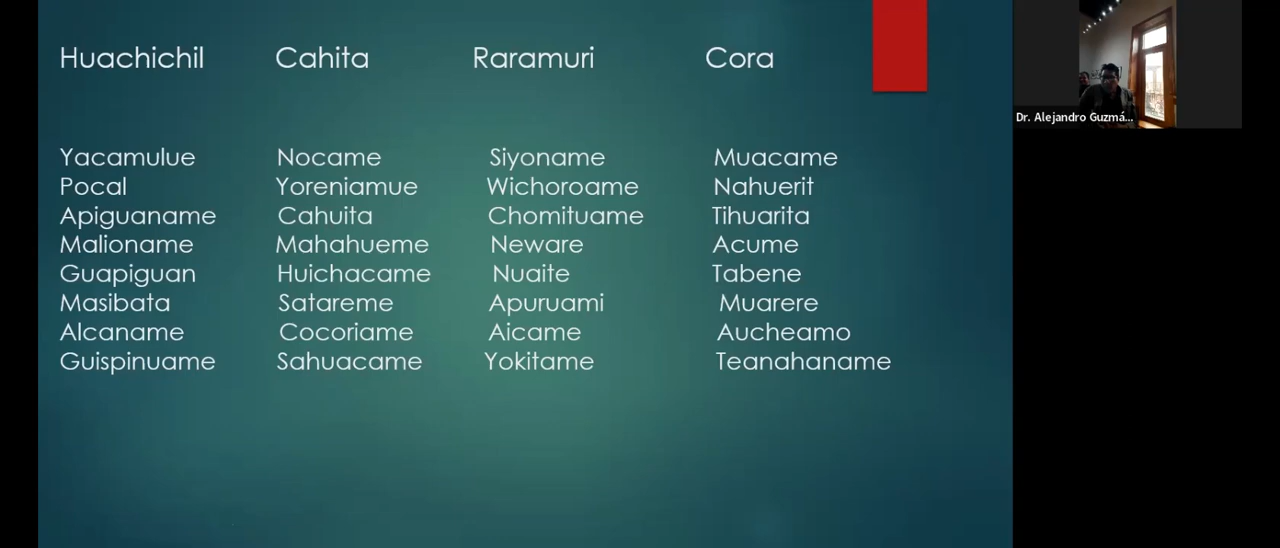 Huachichil Cahita Raramuri Cora
Yacamulue Nocame Siyoname Muacame
Pocal Yoreniamue Wichoroame Nahuerit
Apiguaname Cahuita Chomituame Tihuarita
Malioname Mahahueme Neware Acume
Guapiguan Huichacame Nuaite Tabene
Masibata Satareme Apuruami Muarere
Alcaname Cocoriame Aicame Aucheamo
Guispinuame Sahuacame Yokitame Teanahaname
Dr. Alejandro Guzmá...